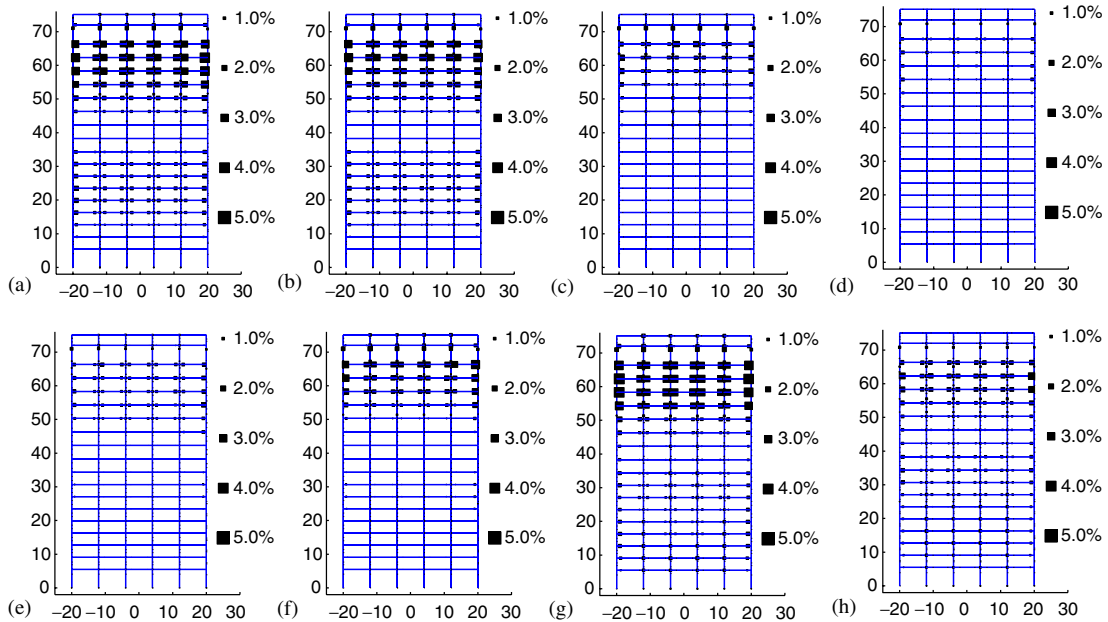 70 60 50 40 30 20 10 0
1.0% 2.0% 3.0% 4.0% 5.0%
(a) −20 −10 0 10 20 30
70 60 50 40 30 20 10 0
1.0% 2.0% 3.0% 4.0% 5.0%
(b) −20 −10 0 10 20 30
70 60 50 40 30 20 10 0
1.0% 2.0% 3.0% 4.0% 5.0%
(c) −20 −10 0 10 20 30
70 60 50 40 30 20 10 0
1.0% 2.0% 3.0% 4.0% 5.0%
(d) −20 −10 0 10 20 30
70 60 50 40 30 20 10 0
1.0% 2.0% 3.0% 4.0% 5.0%
(e) −20 −10 0 10 20 30
70 60 50 40 30 20 10 0
1.0% 2.0% 3.0% 4.0% 5.0%
(f) −20 −10 0 10 20 30
70 60 50 40 30 20 10 0
1.0% 2.0% 3.0% 4.0% 5.0%
(g) −20 −10 0 10 20 30
70 60 50 40 30 20 10 0
1.0% 2.0% 3.0% 4.0% 5.0%
(h) −20 −10 0 10 20 30